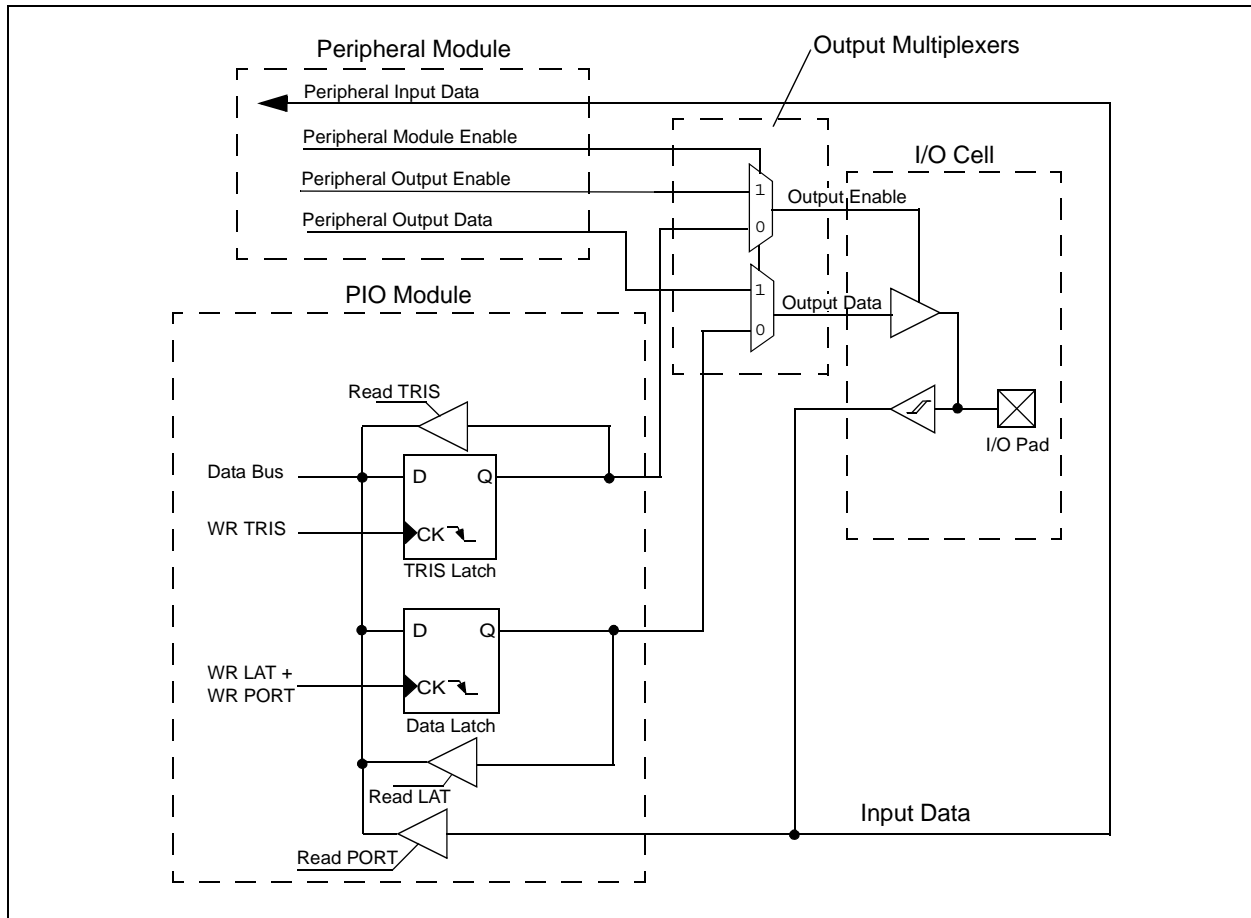 Peripheral Module
Output Multiplexers
Peripheral Input Data
Peripheral Module Enable
I/O Cell
Peripheral Output Enable
1
Output Enable
Peripheral Output Data
0
PIO Module
1
Output Data
0
Read TRIS
I/O Pad
Data Bus
D
Q
WR TRIS
CK
TRIS Latch
D
Q
WR LAT +
WR PORT
CK
Data Latch
Read LAT
Input Data
Read PORT